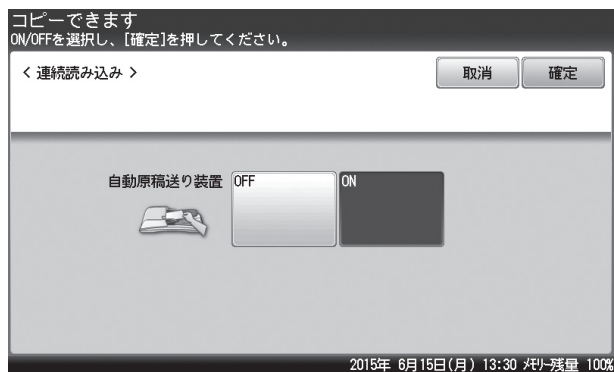 コピーできます
ON/OFFを選択し、[確定]を押してください。
< 連続読み込み >
取消
確定
自動原稿送り装置
OFF
ON
2015年 6月15日(月) 13:30 ﾒﾓﾘｰ残量 100%